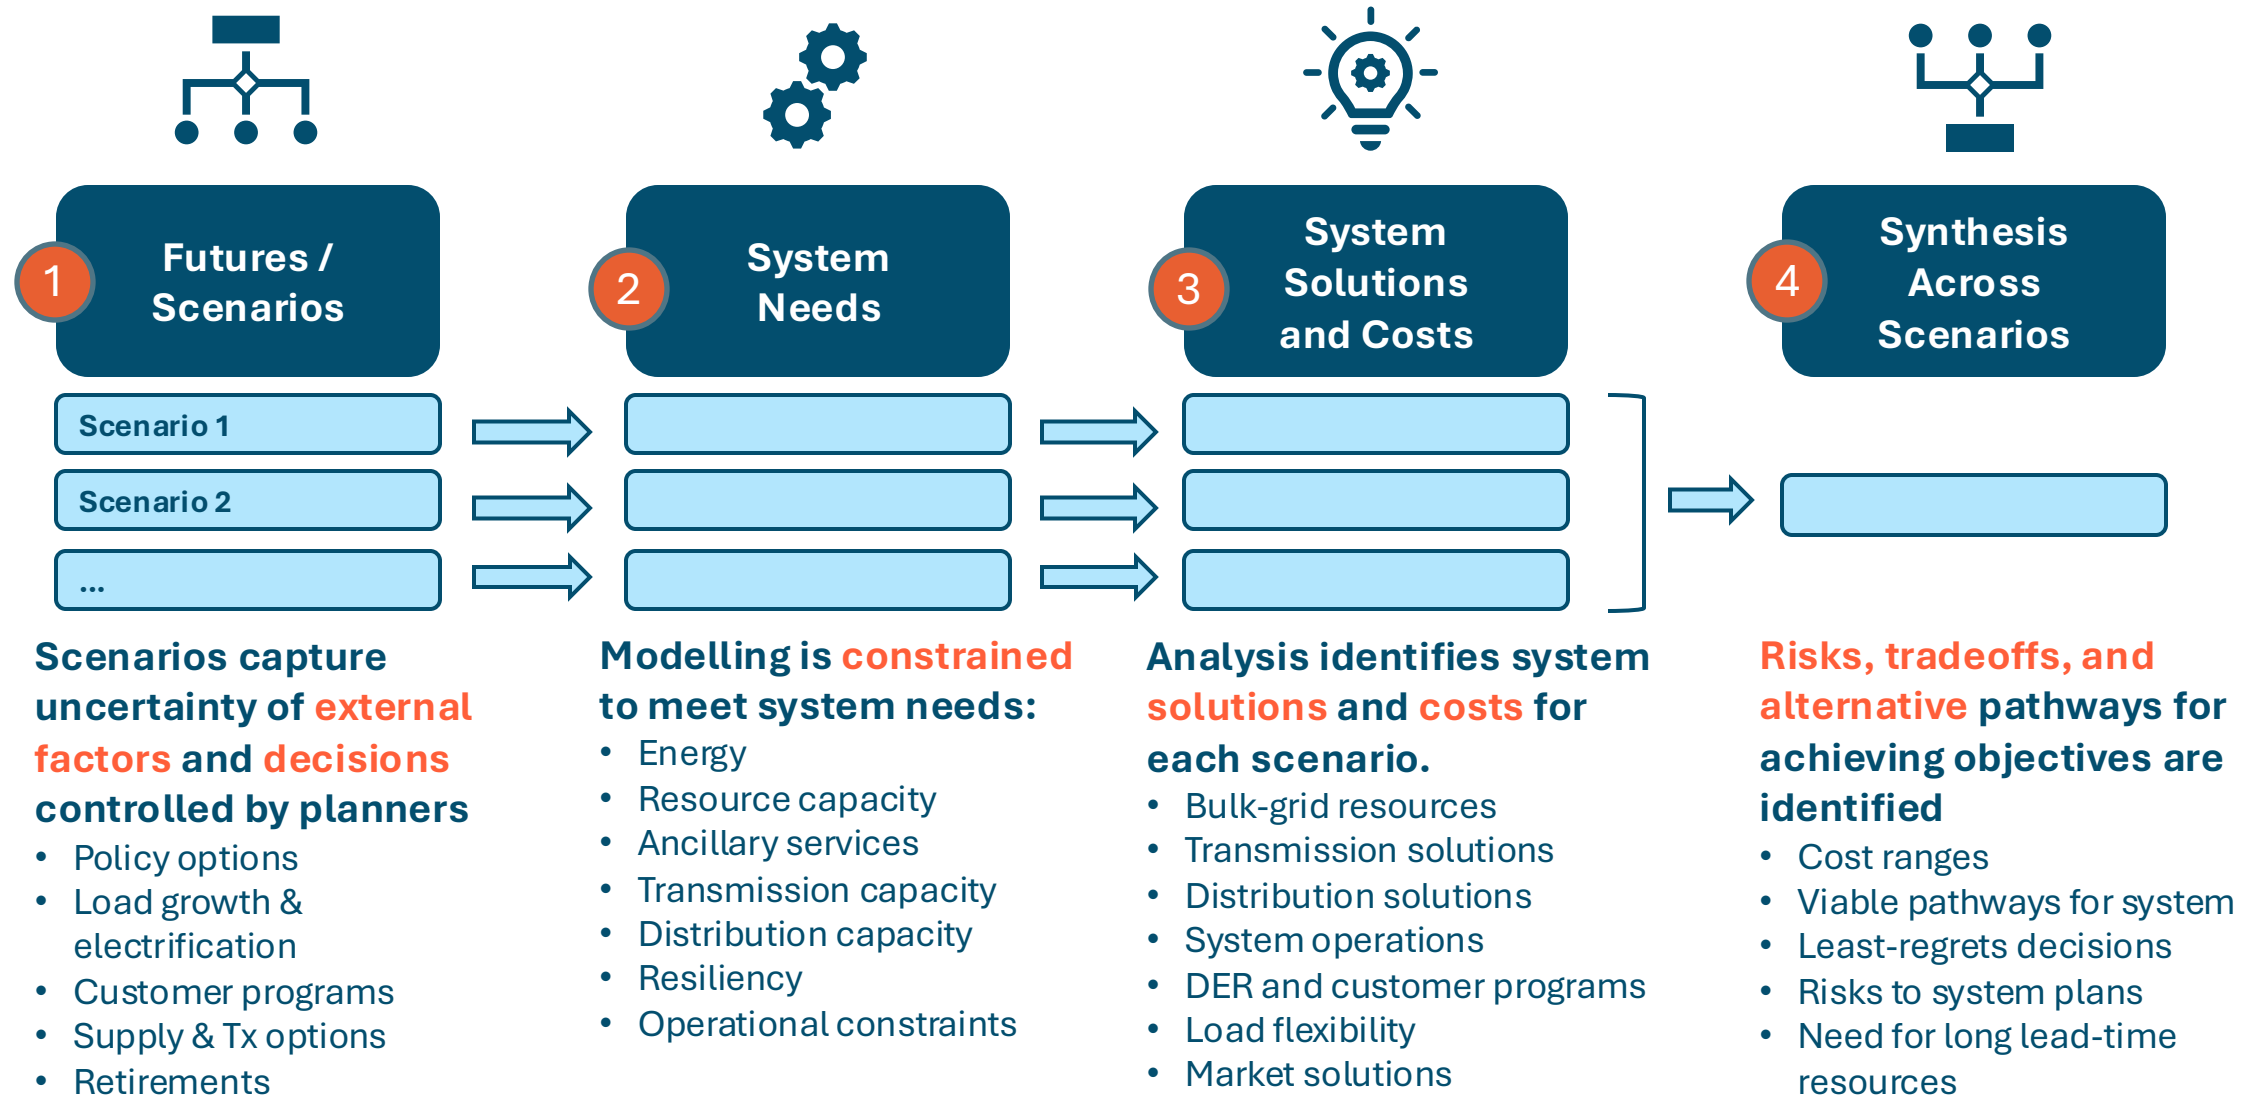 1
Futures /
Scenarios
Scenario 1
Scenario 2
...
Scenarios capture
uncertainty of external
factors and decisions
controlled by planners
• Policy options
• Load growth &
electrification
• Customer programs
• Supply & Tx options
• Retirements
2
System
Needs
Modelling is constrained
to meet system needs:
• Energy
• Resource capacity
• Ancillary services
• Transmission capacity
• Distribution capacity
• Resiliency
• Operational constraints
3
System
Solutions
and Costs
Analysis identifies system
solutions and costs for
each scenario.
• Bulk-grid resources
• Transmission solutions
• Distribution solutions
• System operations
• DER and customer programs
• Load flexibility
• Market solutions
4
Synthesis
Across
Scenarios
Risks, tradeoffs, and
alternative pathways for
achieving objectives are
identified
• Cost ranges
• Viable pathways for system
• Least-regrets decisions
• Risks to system plans
• Need for long lead-time
resources